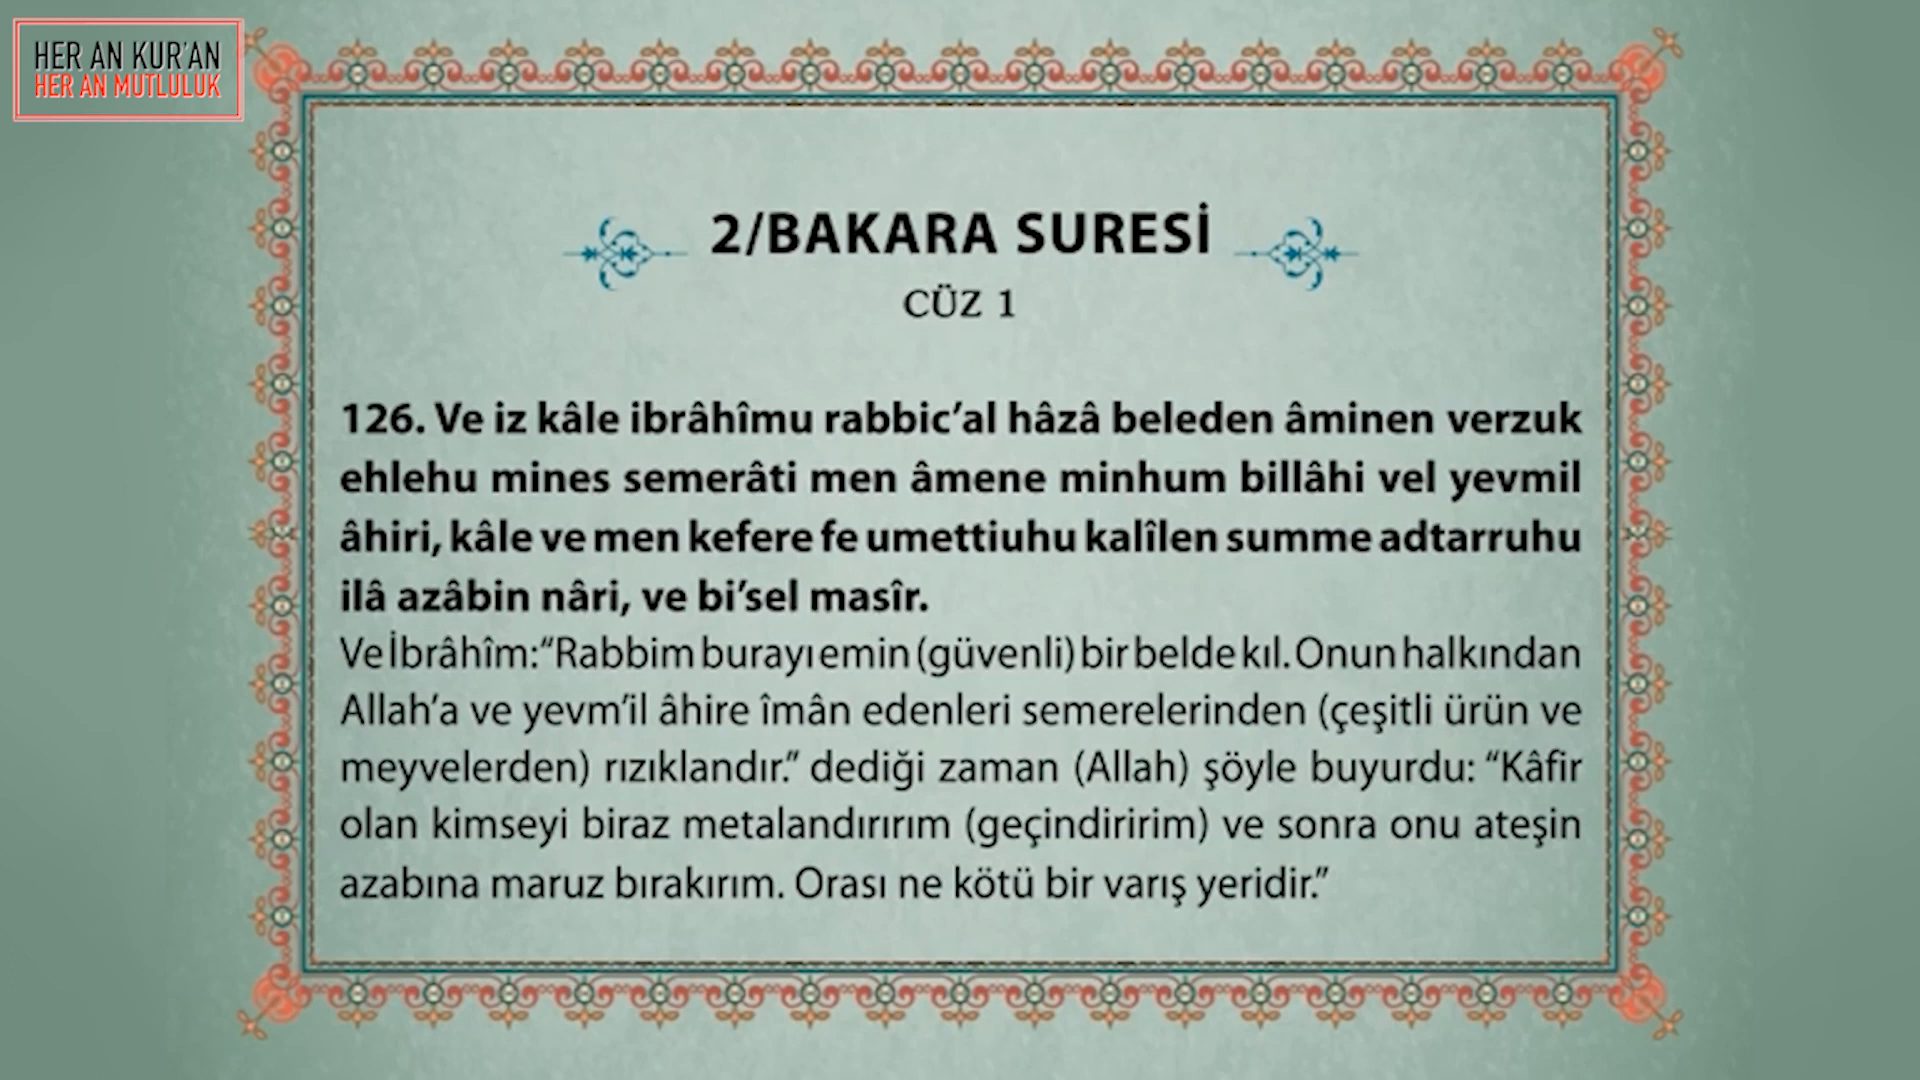 HER AN KUR'AN
HER AN MUTLULUK
2/BAKARA SURESİ
CÜZ 1
126. Ve iz kâle ibrâhîmu rabbic’al hâzâ beleden âminen verzuk
ehlehu mines semerâti men âmene minhum billâhi vel yevmil
âhiri, kâle ve men kefere fe umettiuhu kalîlen summe adtarruhu
ilâ azâbin nâri, ve bi’sel masîr.
Ve İbrâhîm: “Rabbim burayı emin (güvenli) bir belde kıl. Onun halkından
Allah’a ve yevm’il âhire îmân edenleri semerelerinden (çeşitli ürün ve
meyvelerden) rızıklandır.” dediği zaman (Allah) şöyle buyurdu: “Kâfir
olan kimseyi biraz metalandırırım (geçindiririm) ve sonra onu ateşin
azabına maruz bırakırım. Orası ne kötü bir varış yeridir.”